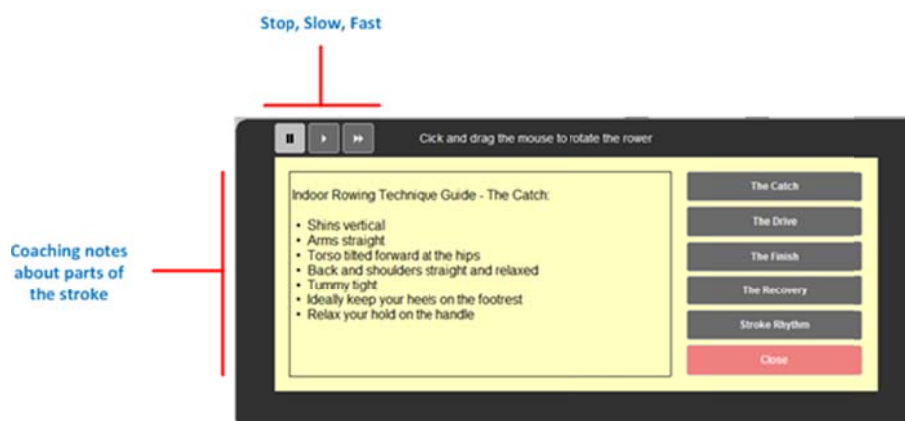 Stop, Slow, Fast
Cick and drag the mouse to rotate the rower
Coaching notes
about parts of
the stroke
Indoor Rowing Technique Guide - The Catch:
• Shins vertical
• Arms straight
• Torso tilted forward at the hips
• Back and shoulders straight and relaxed
• Tummy tight
• Ideally keep your heels on the footrest
• Relax your hold on the handle
The Catch
The Drive
The Finish
The Recovery
Stroke Rhythm
Close